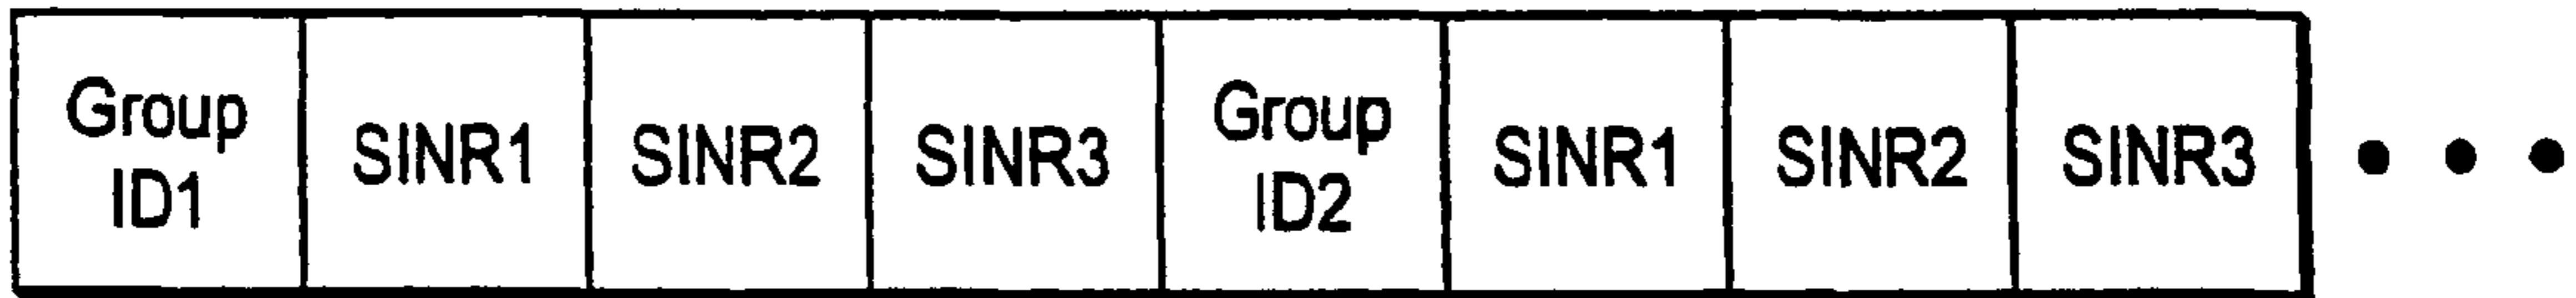 Group
ID1
SINR1
SINR2
SINR3
Group
ID2
SINR1
SINR2
SINR3
• • •